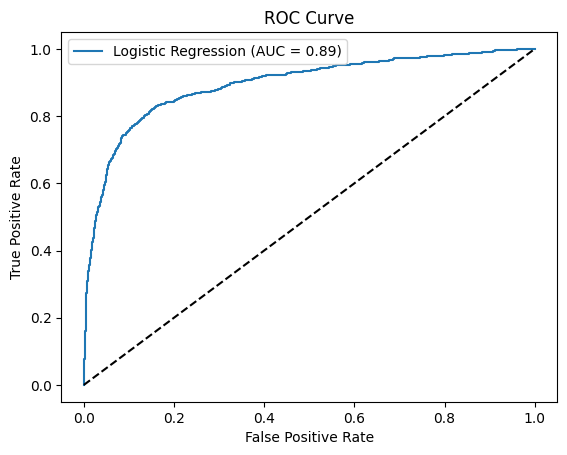 ROC Curve
Logistic Regression (AUC = 0.89)
True Positive Rate
1.0
0.8
0.6
0.4
0.2
0.0
0.0 0.2 0.4 0.6 0.8 1.0
False Positive Rate